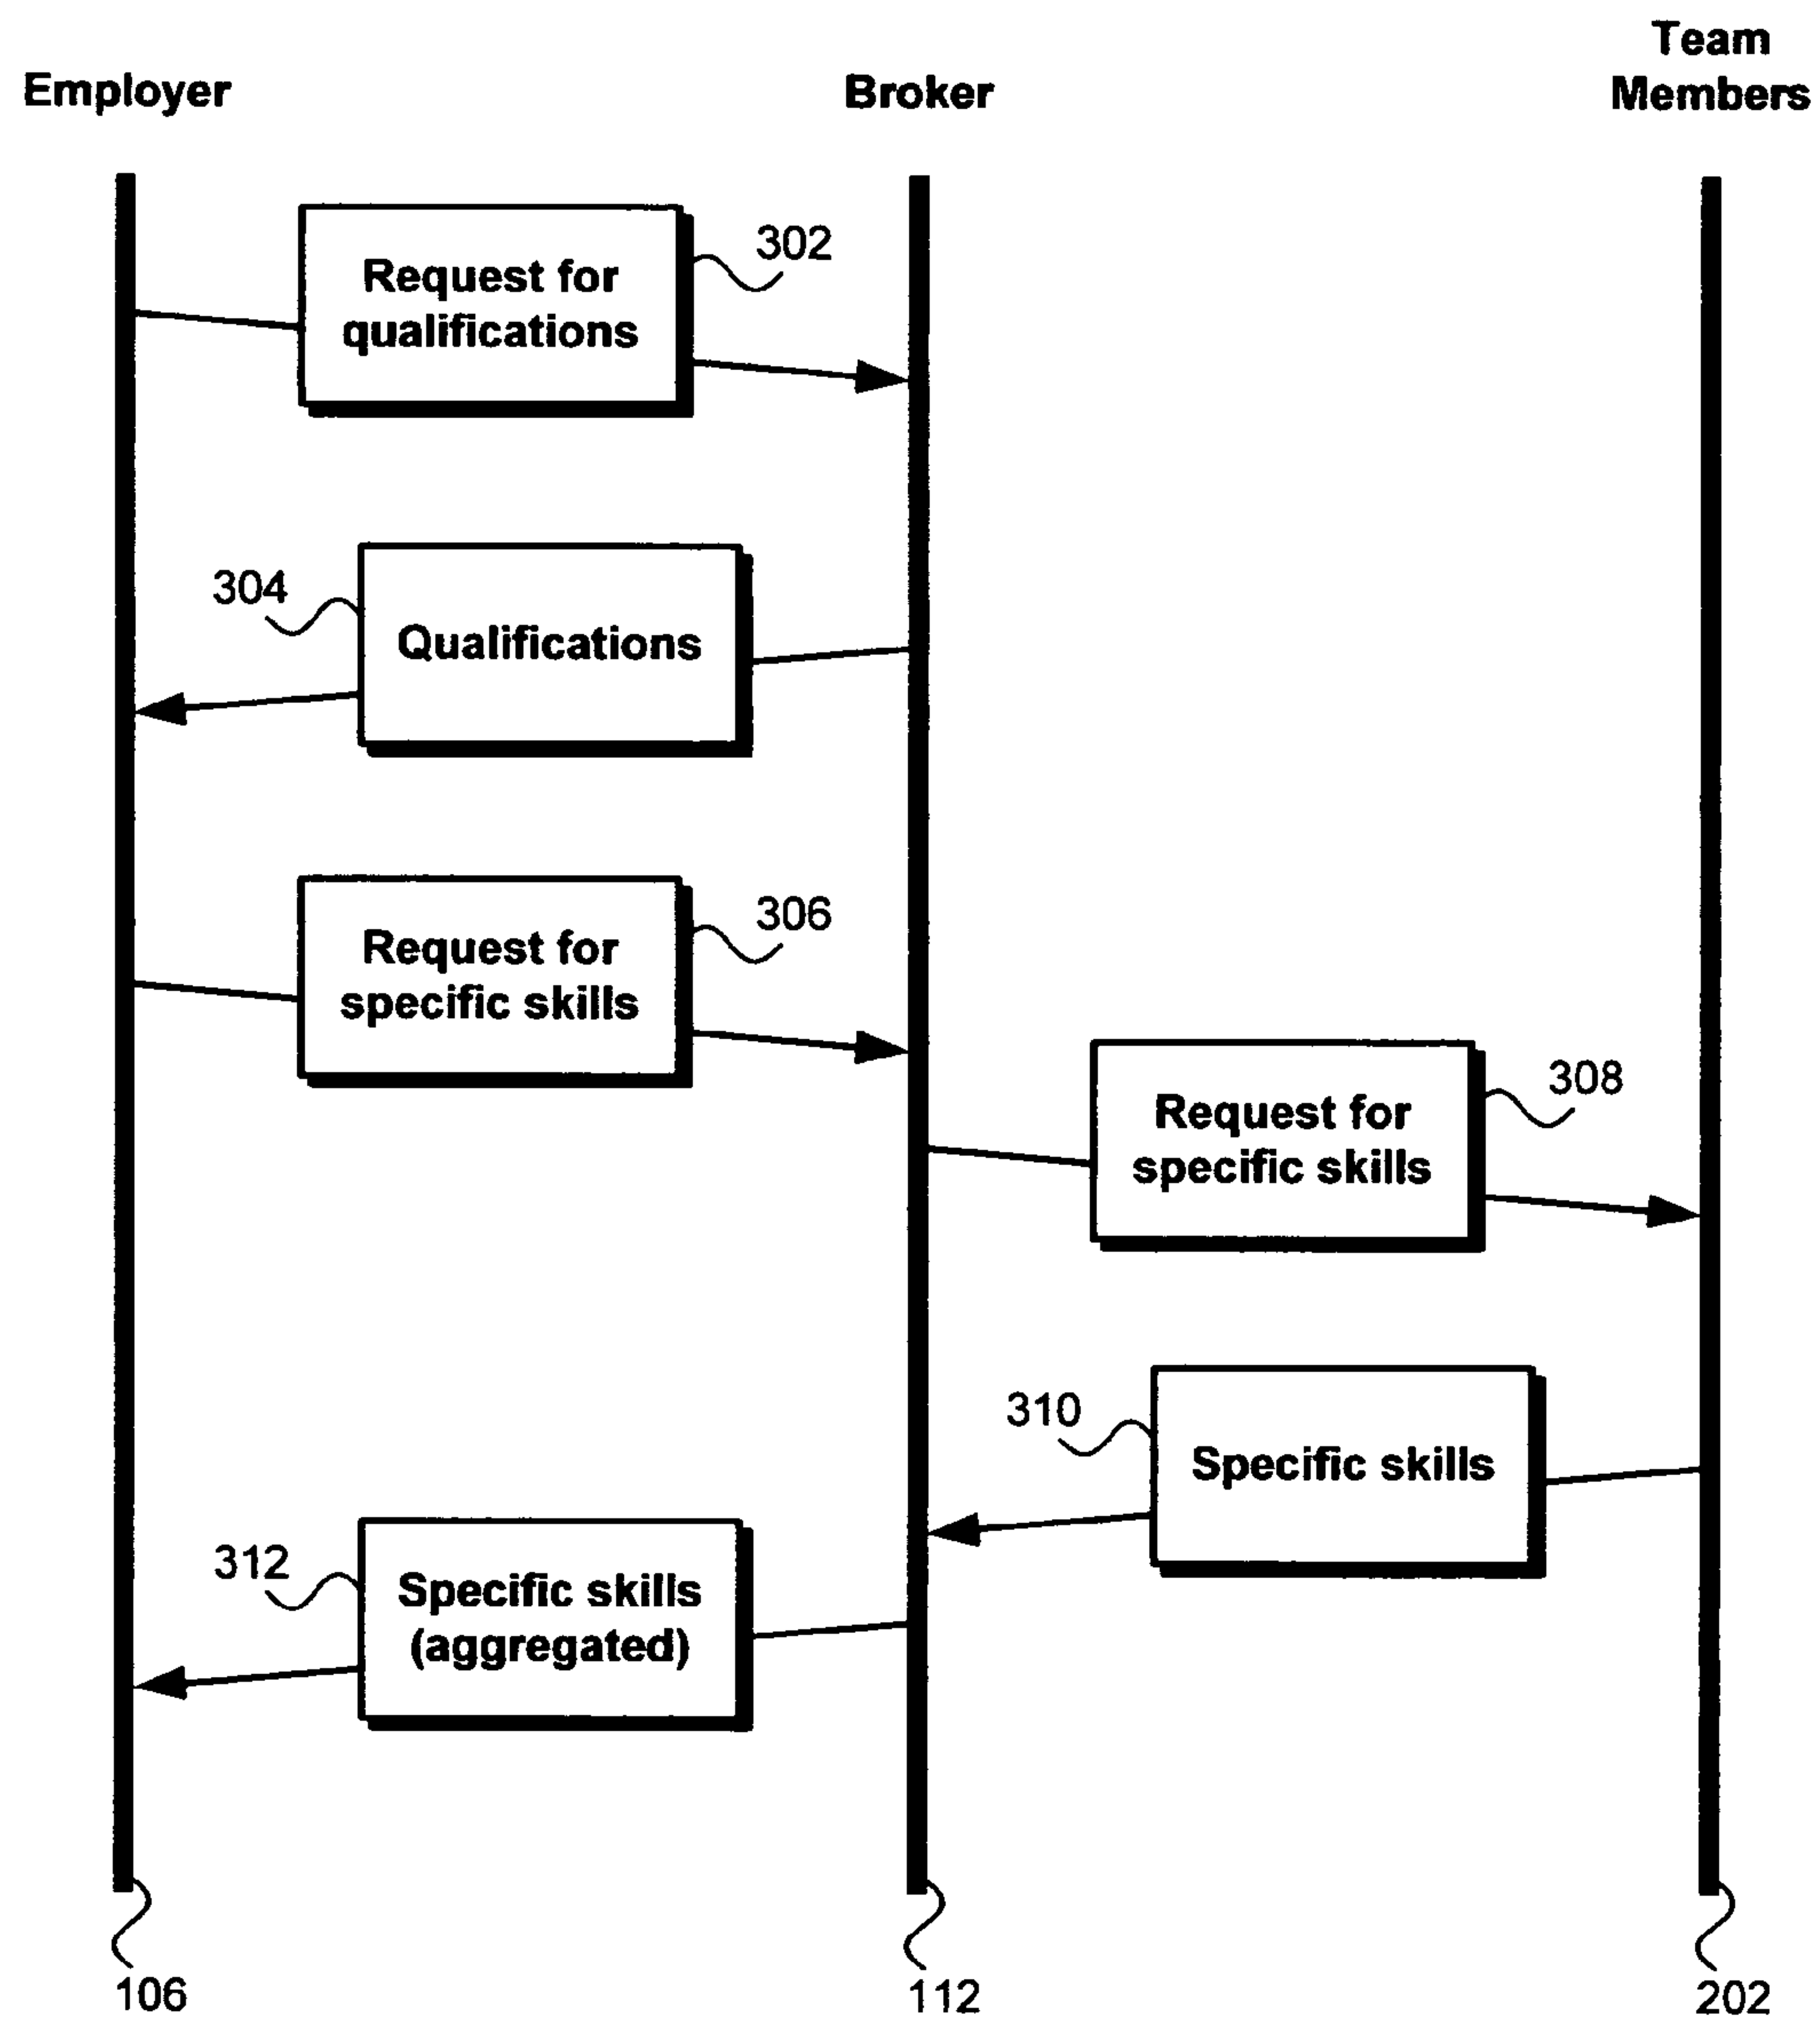 Employer
Broker
Team
Members
302
Request for
qualifications
304
Qualifications
306
Request for
specific skills
308
Request for
specific skills
310
Specific skills
312
Specific skills
(aggregated)
106
112
202